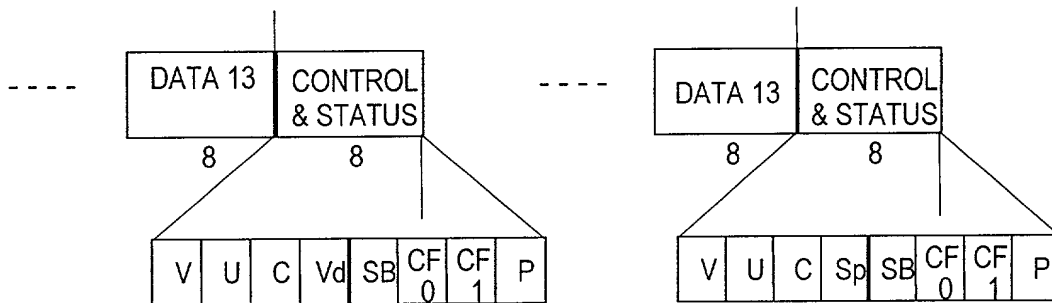 DATA 13 CONTROL & STATUS DATA 13 CONTROL & STATUS
8 8 8 8
V U C Vd SB CF 0 CF 1 P V U C Sp SB CF 0 CF 1 P